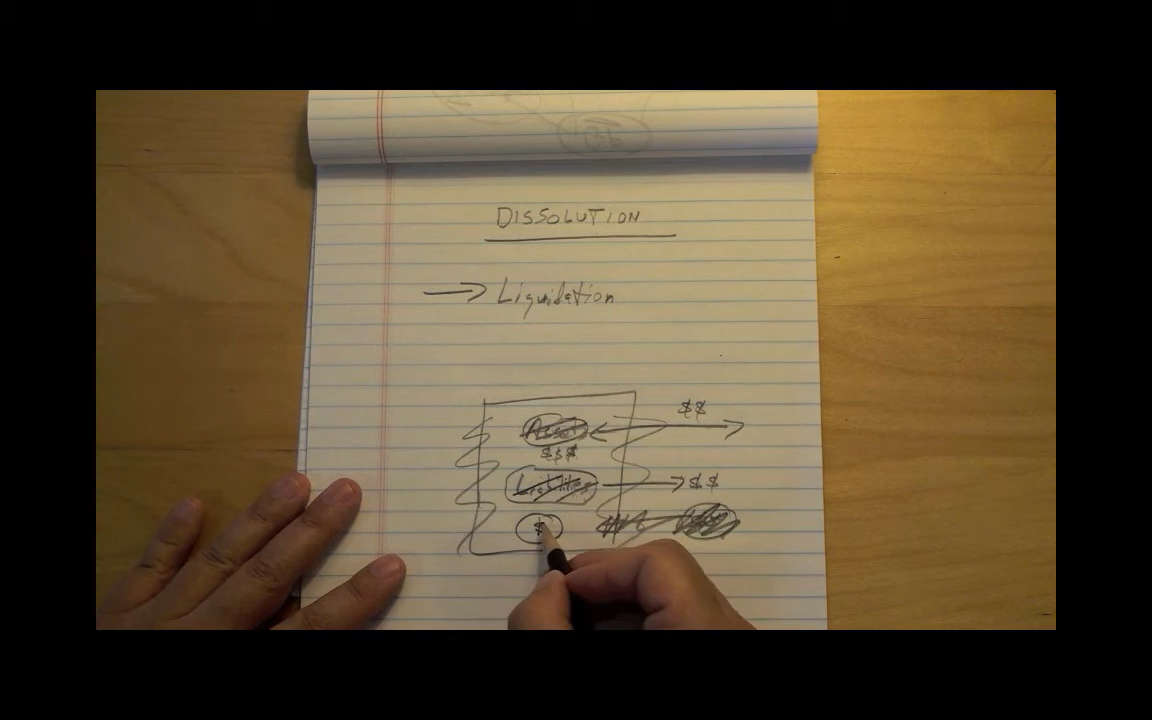 DISSOLUTION
→ Liquidation
$$
Asset
$$$
Liabilities → $$
$